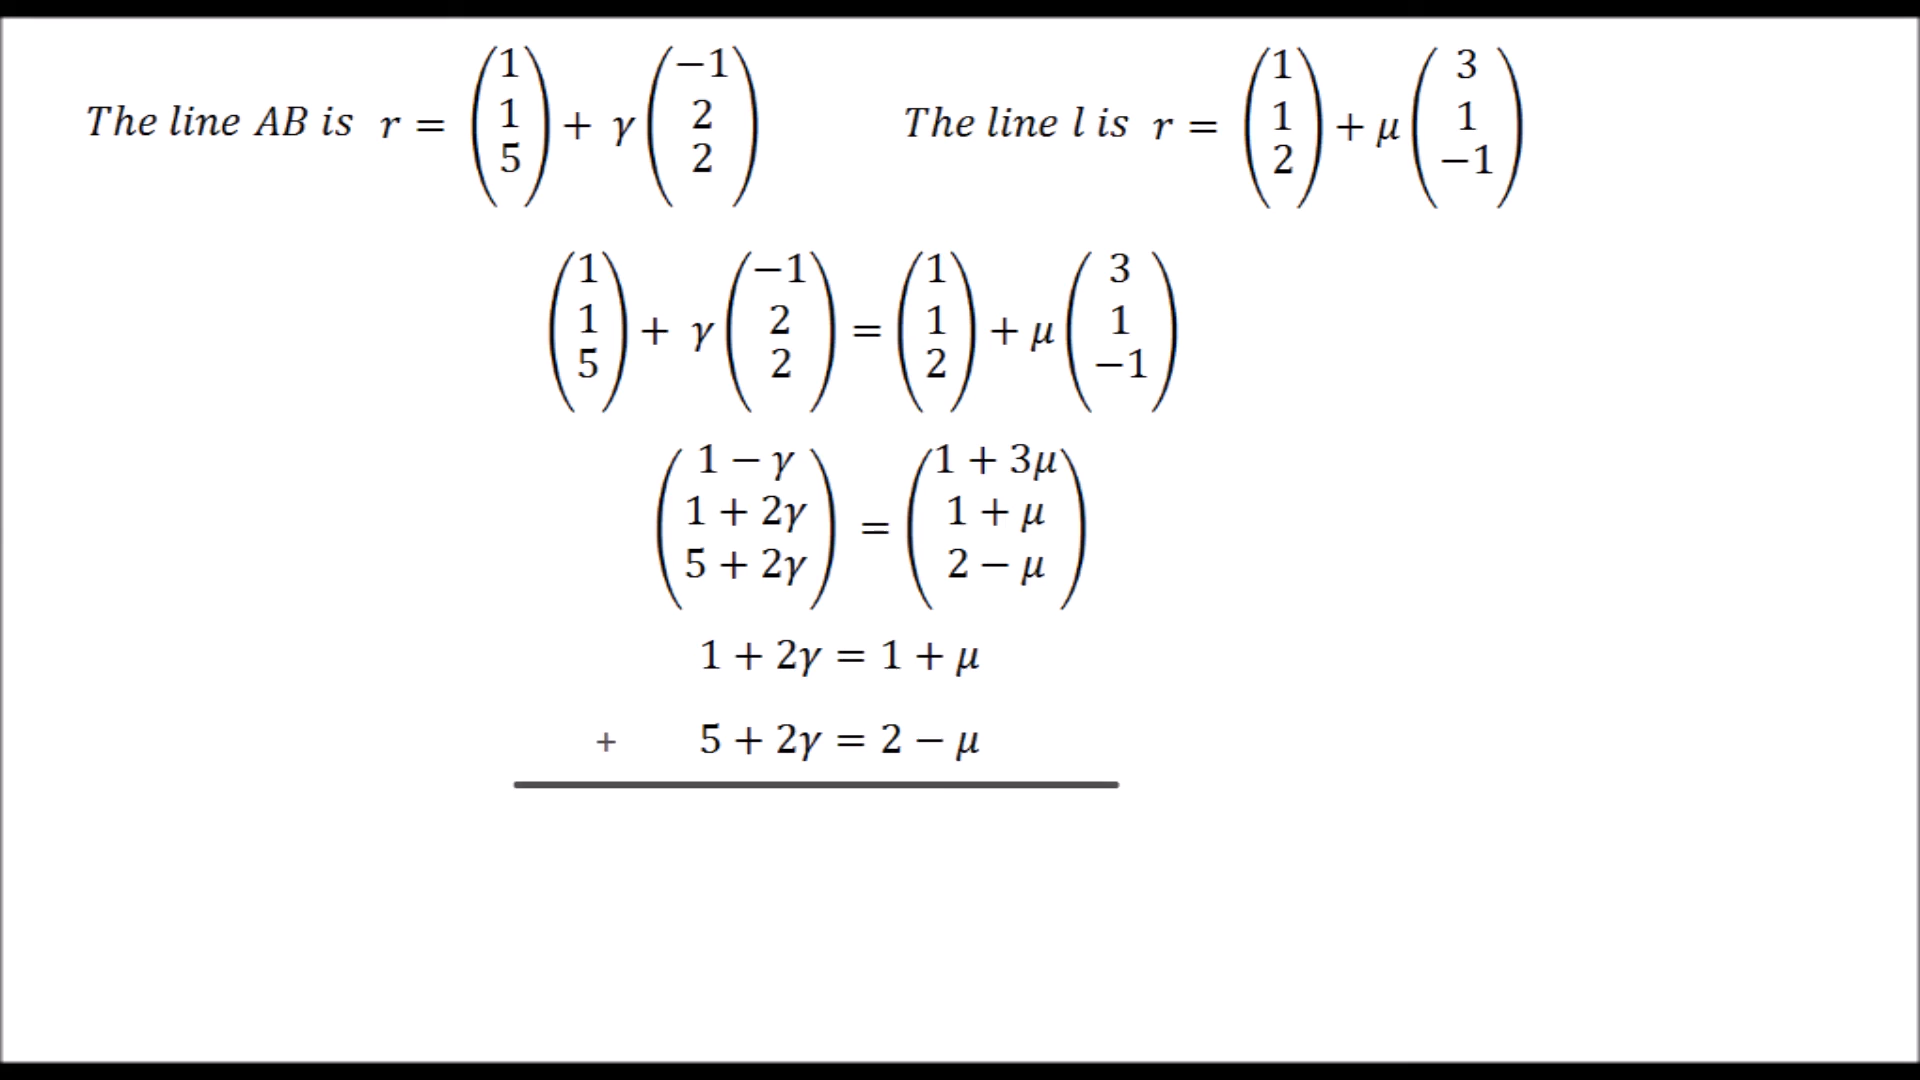 The line AB is r = (1 1 5) + γ (−1 2 2)
The line l is r = (1 1 2) + μ (3 1 −1)
(1 1 5) + γ (−1 2 2) = (1 1 2) + μ (3 1 −1)
(1 − γ 1 + 2γ 5 + 2γ) = (1 + 3μ 1 + μ 2 − μ)
1 + 2γ = 1 + μ
+ 5 + 2γ = 2 − μ